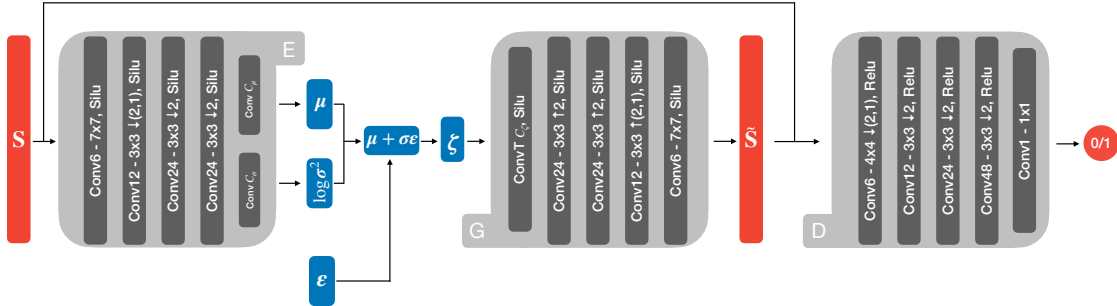 S
Conv6 - 7x7, Silu
Conv12 - 3x3 ↓(2,1), Silu
Conv24 - 3x3 ↓2, Silu
Conv24 - 3x3 ↓2, Silu
Conv C_μ
Conv C_σ
E
μ
log σ²
μ + σε
ε
ζ
ConvT C_ζ, Silu
Conv24 - 3x3 ↑2, Silu
Conv24 - 3x3 ↑2, Silu
Conv12 - 3x3 ↑(2,1), Silu
Conv6 - 7x7, Silu
G
S̃
Conv6 - 4x4 ↓(2,1), Relu
Conv12 - 3x3 ↓2, Relu
Conv24 - 3x3 ↓2, Relu
Conv48 - 3x3 ↓2, Relu
Conv1 - 1x1
D
0/1